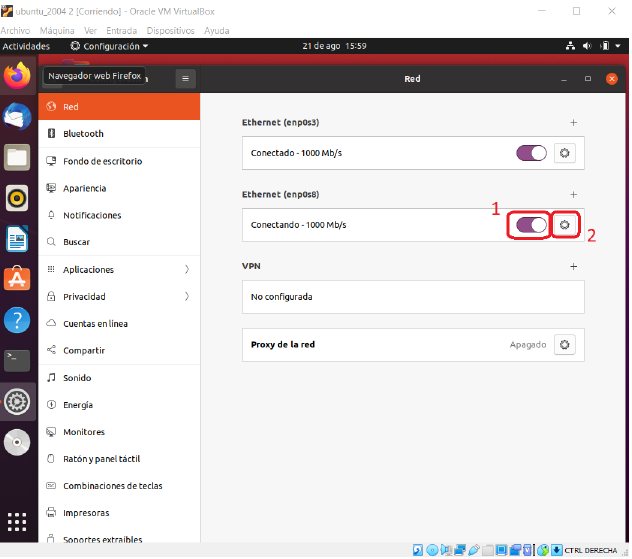 ubuntu_2004 2 [Corriendo] - Oracle VM VirtualBox
Archivo Máquina Ver Entrada Dispositivos Ayuda
Actividades Configuración 21 de ago 15:59
Navegador web Firefox
Red
Red
Bluetooth
Fondo de escritorio
Apariencia
Notificaciones
Buscar
Aplicaciones
Privacidad
Cuentas en línea
Compartir
Sonido
Energía
Monitores
Ratón y panel táctil
Combinaciones de teclas
Impresoras
Soportes extraíbles
Ethernet (enp0s3)
Conectado - 1000 Mb/s
Ethernet (enp0s8)
1
Conectando - 1000 Mb/s
2
VPN
No configurada
Proxy de la red Apagado
CTRL DERECHA